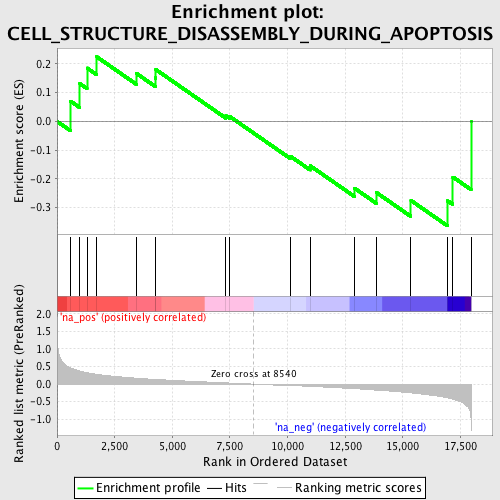 Enrichment plot:
CELL_STRUCTURE_DISASSEMBLY_DURING_APOPTOSIS
Enrichment score (ES)
0.2
0.1
0.0
-0.1
-0.2
-0.3
'na_pos' (positively correlated)
Ranked list metric (PreRanked)
2.0
1.5
1.0
0.5
0.0
-0.5
-1.0
Zero cross at 8540
'na_neg' (negatively correlated)
0 2,500 5,000 7,500 10,000 12,500 15,000 17,500
Rank in Ordered Dataset
Enrichment profile Hits Ranking metric scores